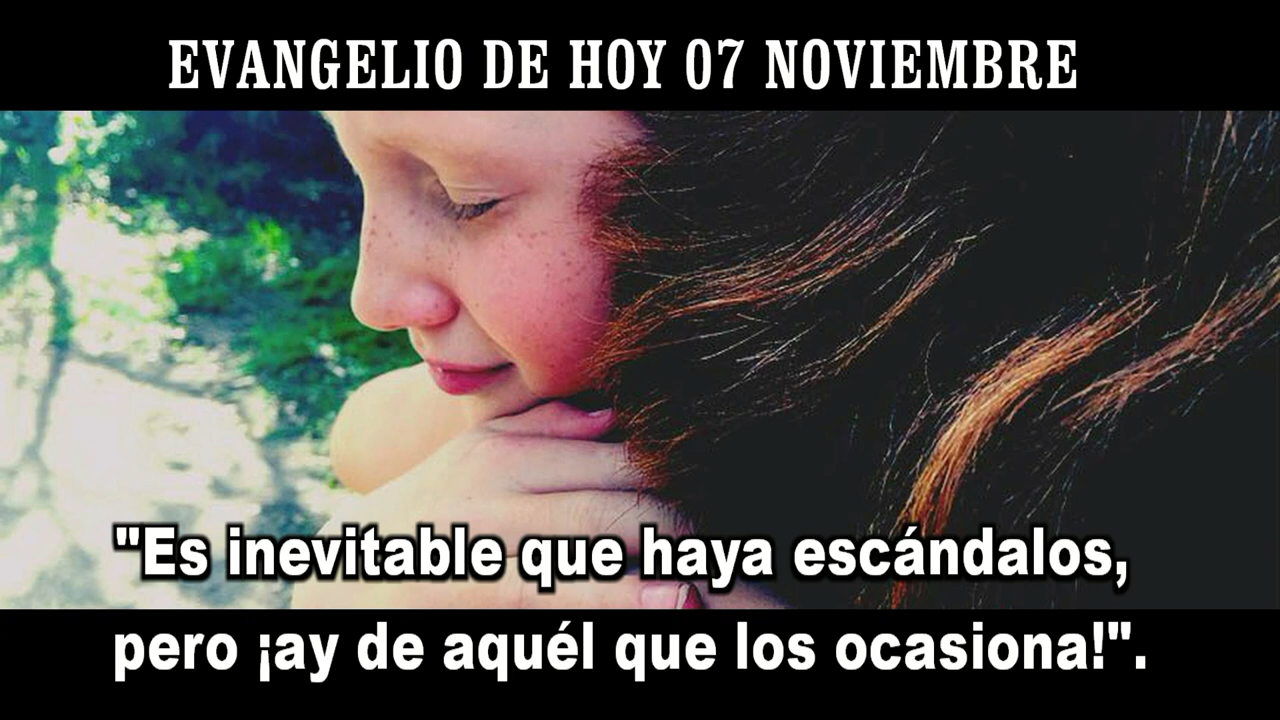 EVANGELIO DE HOY 07 NOVIEMBRE
"Es inevitable que haya escándalos,
pero ¡ay de aquél que los ocasiona!".